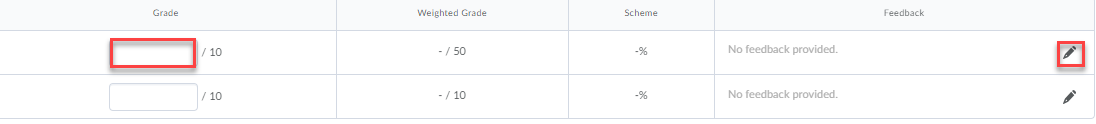 Grade Weighted Grade Scheme Feedback
/ 10 - / 50 -% No feedback provided.
/ 10 - / 10 -% No feedback provided.